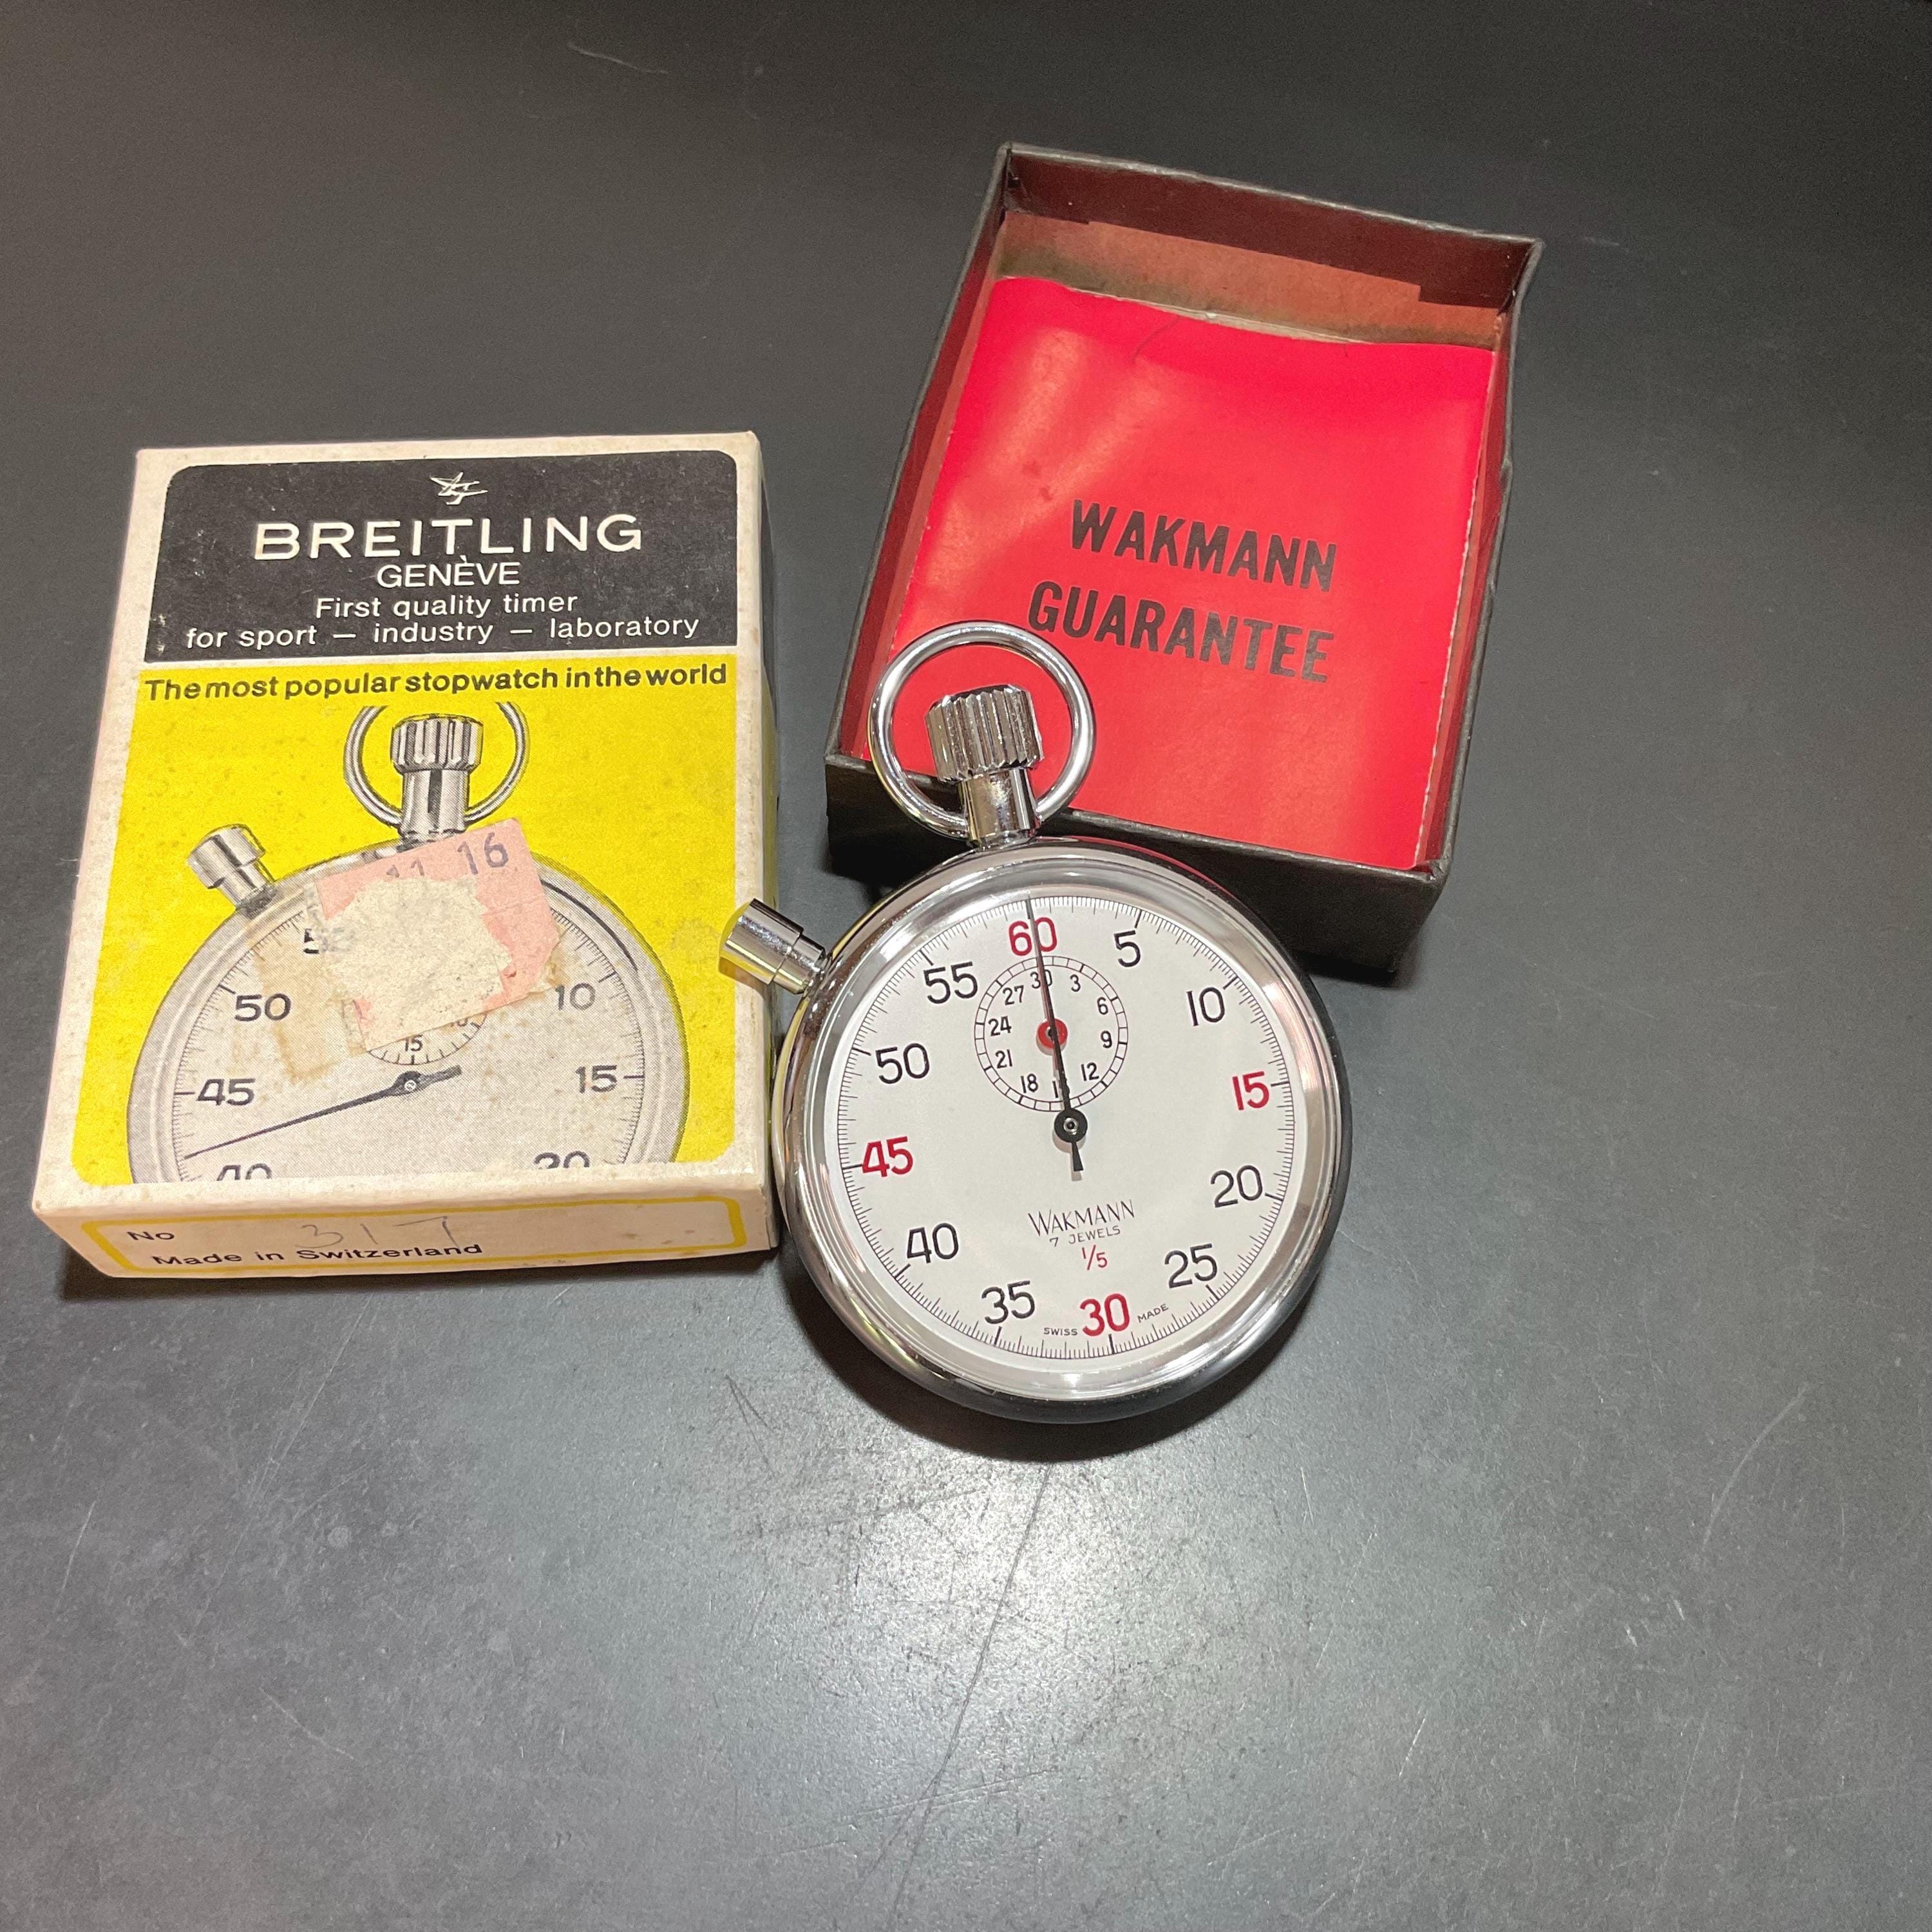 BREITLING
GENÈVE
First quality timer
for sport – industry – laboratory
The most popular stopwatch in the world
11 16
50
10
15
45
15
40
20
No 317
Made in Switzerland
WAKMANN
GUARANTEE
60
5
55
10
50
15
45
20
40
25
35
30
30
3
27
6
24
9
21
12
18
WAKMANN
7 JEWELS
1/5
SWISS MADE